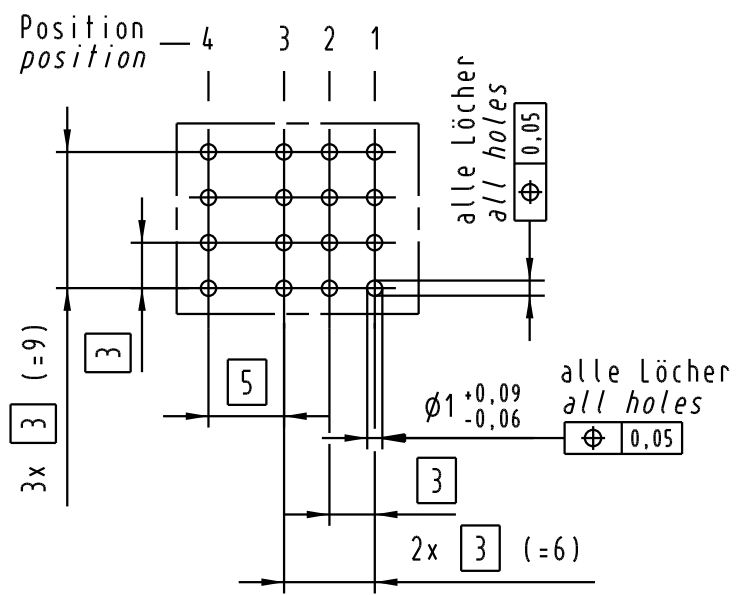 Position
position
4 3 2 1
alle Löcher
all holes
⌖ 0,05
3x 3 (=9)
3
5
Ø1 +0,09
-0,06
alle Löcher
all holes
⌖ 0,05
3
2x 3 (=6)